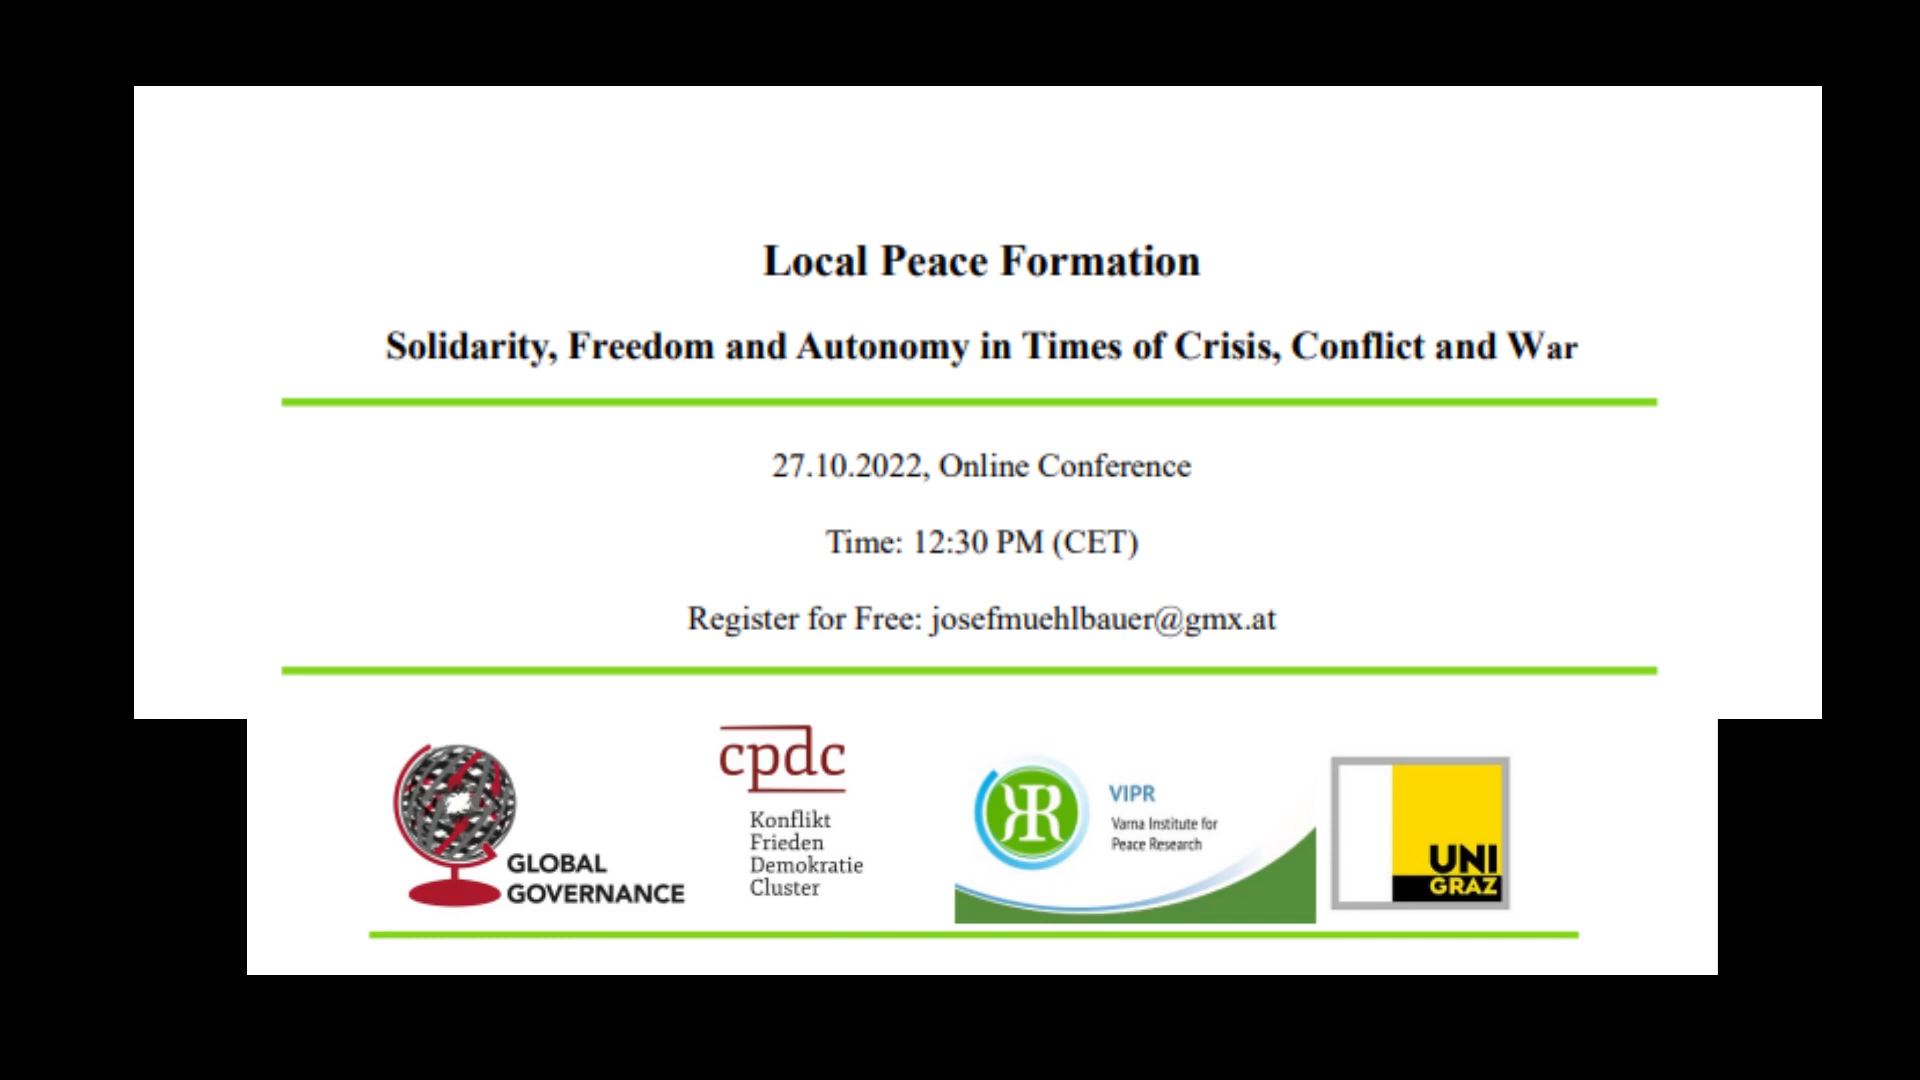 Local Peace Formation
Solidarity, Freedom and Autonomy in Times of Crisis, Conflict and War
27.10.2022, Online Conference
Time: 12:30 PM (CET)
Register for Free: josefmuehlbauer@gmx.at
GLOBAL
GOVERNANCE
cpdc
Konflikt
Frieden
Demokratie
Cluster
VIPR
Varna Institute for
Peace Research
UNI
GRAZ